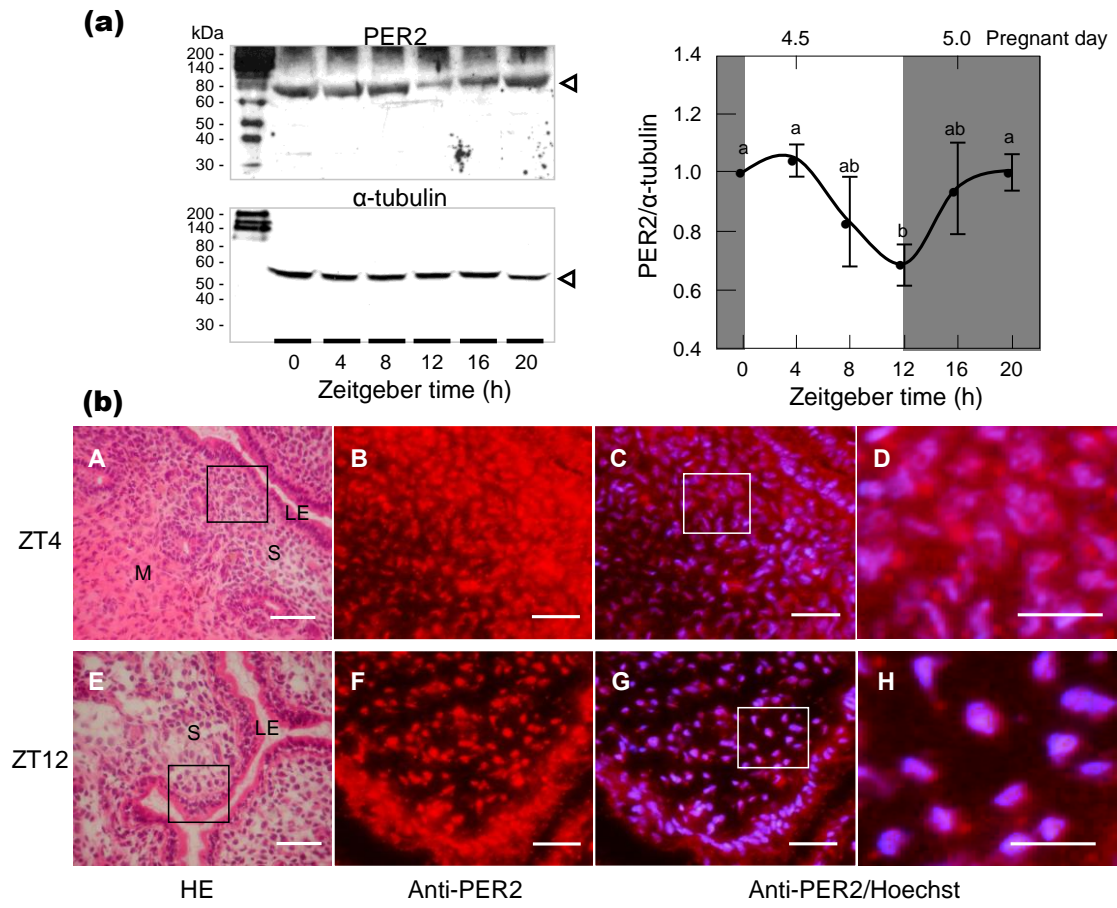 (a)
PER2
kDa
200 -
140 -
80 -
60 -
50 -
40 -
30 -
α-tubulin
200 -
140 -
80 -
60 -
50 -
40 -
30 -
0 4 8 12 16 20
Zeitgeber time (h)
4.5 5.0 Pregnant day
1.4
1.2
1.0
0.8
0.6
0.4
PER2/α-tubulin
a a ab b ab a
0 4 8 12 16 20
Zeitgeber time (h)
(b)
ZT4
A LE S M
B
C
D
ZT12
E S LE
F
G
H
HE Anti-PER2 Anti-PER2/Hoechst